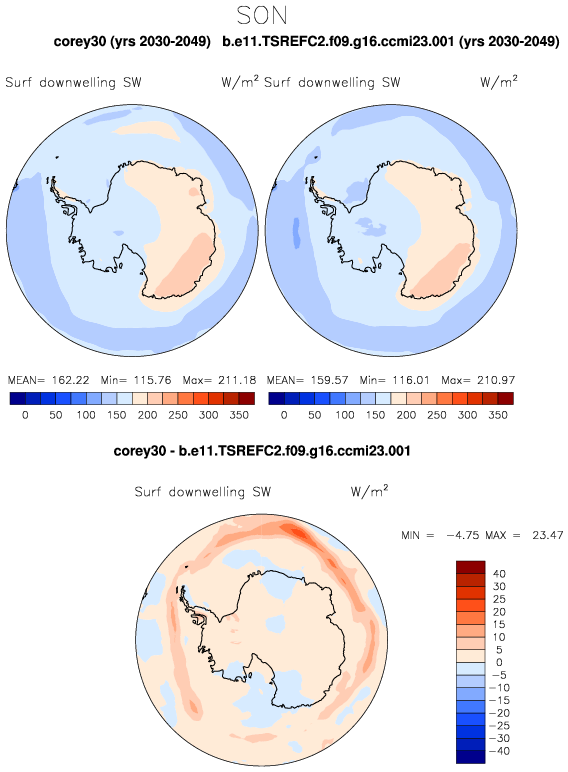 SON
corey30 (yrs 2030-2049) b.e11.TSREFC2.f09.g16.ccmi23.001 (yrs 2030-2049)
Surf downwelling SW W/m² Surf downwelling SW W/m²
MEAN= 162.22 Min= 115.76 Max= 211.18 MEAN= 159.57 Min= 116.01 Max= 210.97
0 50 100 150 200 250 300 350 0 50 100 150 200 250 300 350
corey30 - b.e11.TSREFC2.f09.g16.ccmi23.001
Surf downwelling SW W/m²
MIN = -4.75 MAX = 23.47
40
30
25
20
15
10
5
0
-5
-10
-15
-20
-25
-30
-40